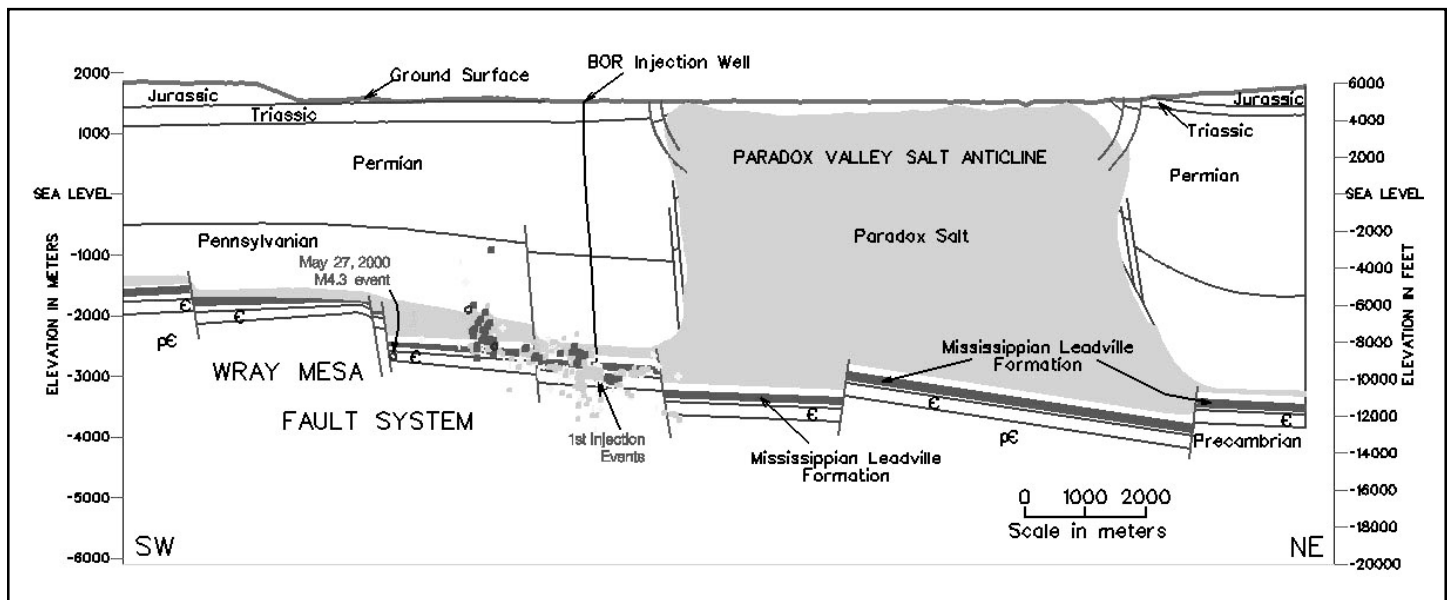 BOR Injection Well
Ground Surface
2000
1000
SEA LEVEL
-1000
-2000
-3000
-4000
-5000
-6000
ELEVATION IN METERS
Jurassic
Triassic
Permian
Pennsylvanian
May 27, 2000
M4.3 event
Є
Є
Є
pЄ
WRAY MESA
FAULT SYSTEM
1st Injection
Events
PARADOX VALLEY SALT ANTICLINE
Paradox Salt
Mississippian Leadville
Formation
Є
Mississippian Leadville
Formation
Є
pЄ
Jurassic
Triassic
Permian
Є
Precambrian
6000
4000
2000
SEA LEVEL
-2000
-4000
-6000
-8000
-10000
-12000
-14000
-16000
-18000
-20000
ELEVATION IN FEET
0 1000 2000
Scale in meters
SW
NE